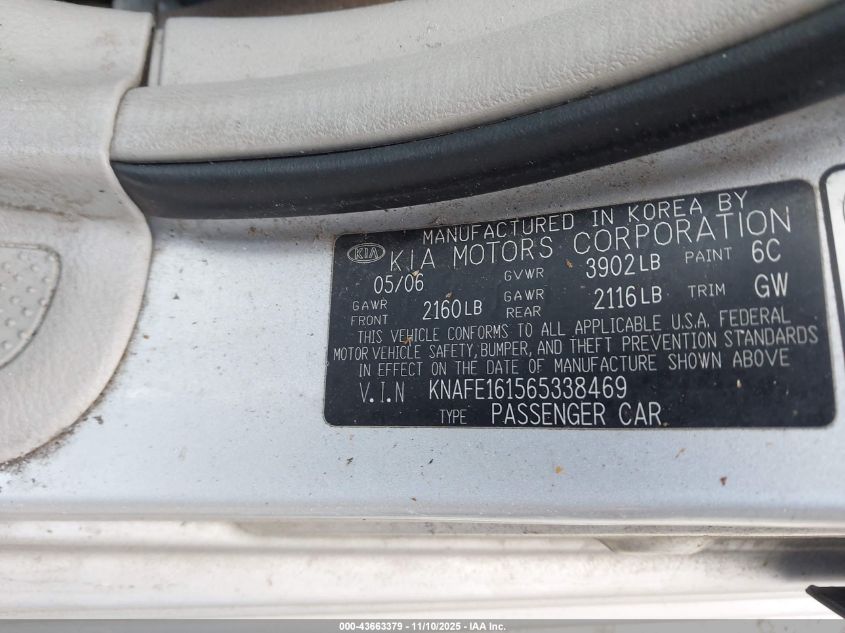 MANUFACTURED IN KOREA BY
KIA KIA MOTORS CORPORATION
05/06 GVWR 3902LB PAINT 6C
GAWR FRONT 2160LB GAWR REAR 2116LB TRIM GW
THIS VEHICLE CONFORMS TO ALL APPLICABLE U.S.A. FEDERAL
MOTOR VEHICLE SAFETY, BUMPER, AND THEFT PREVENTION STANDARDS
IN EFFECT ON THE DATE OF MANUFACTURE SHOWN ABOVE
V.I.N KNAFE161565338469
TYPE PASSENGER CAR
000-43663379 - 11/10/2025 - IAA Inc.